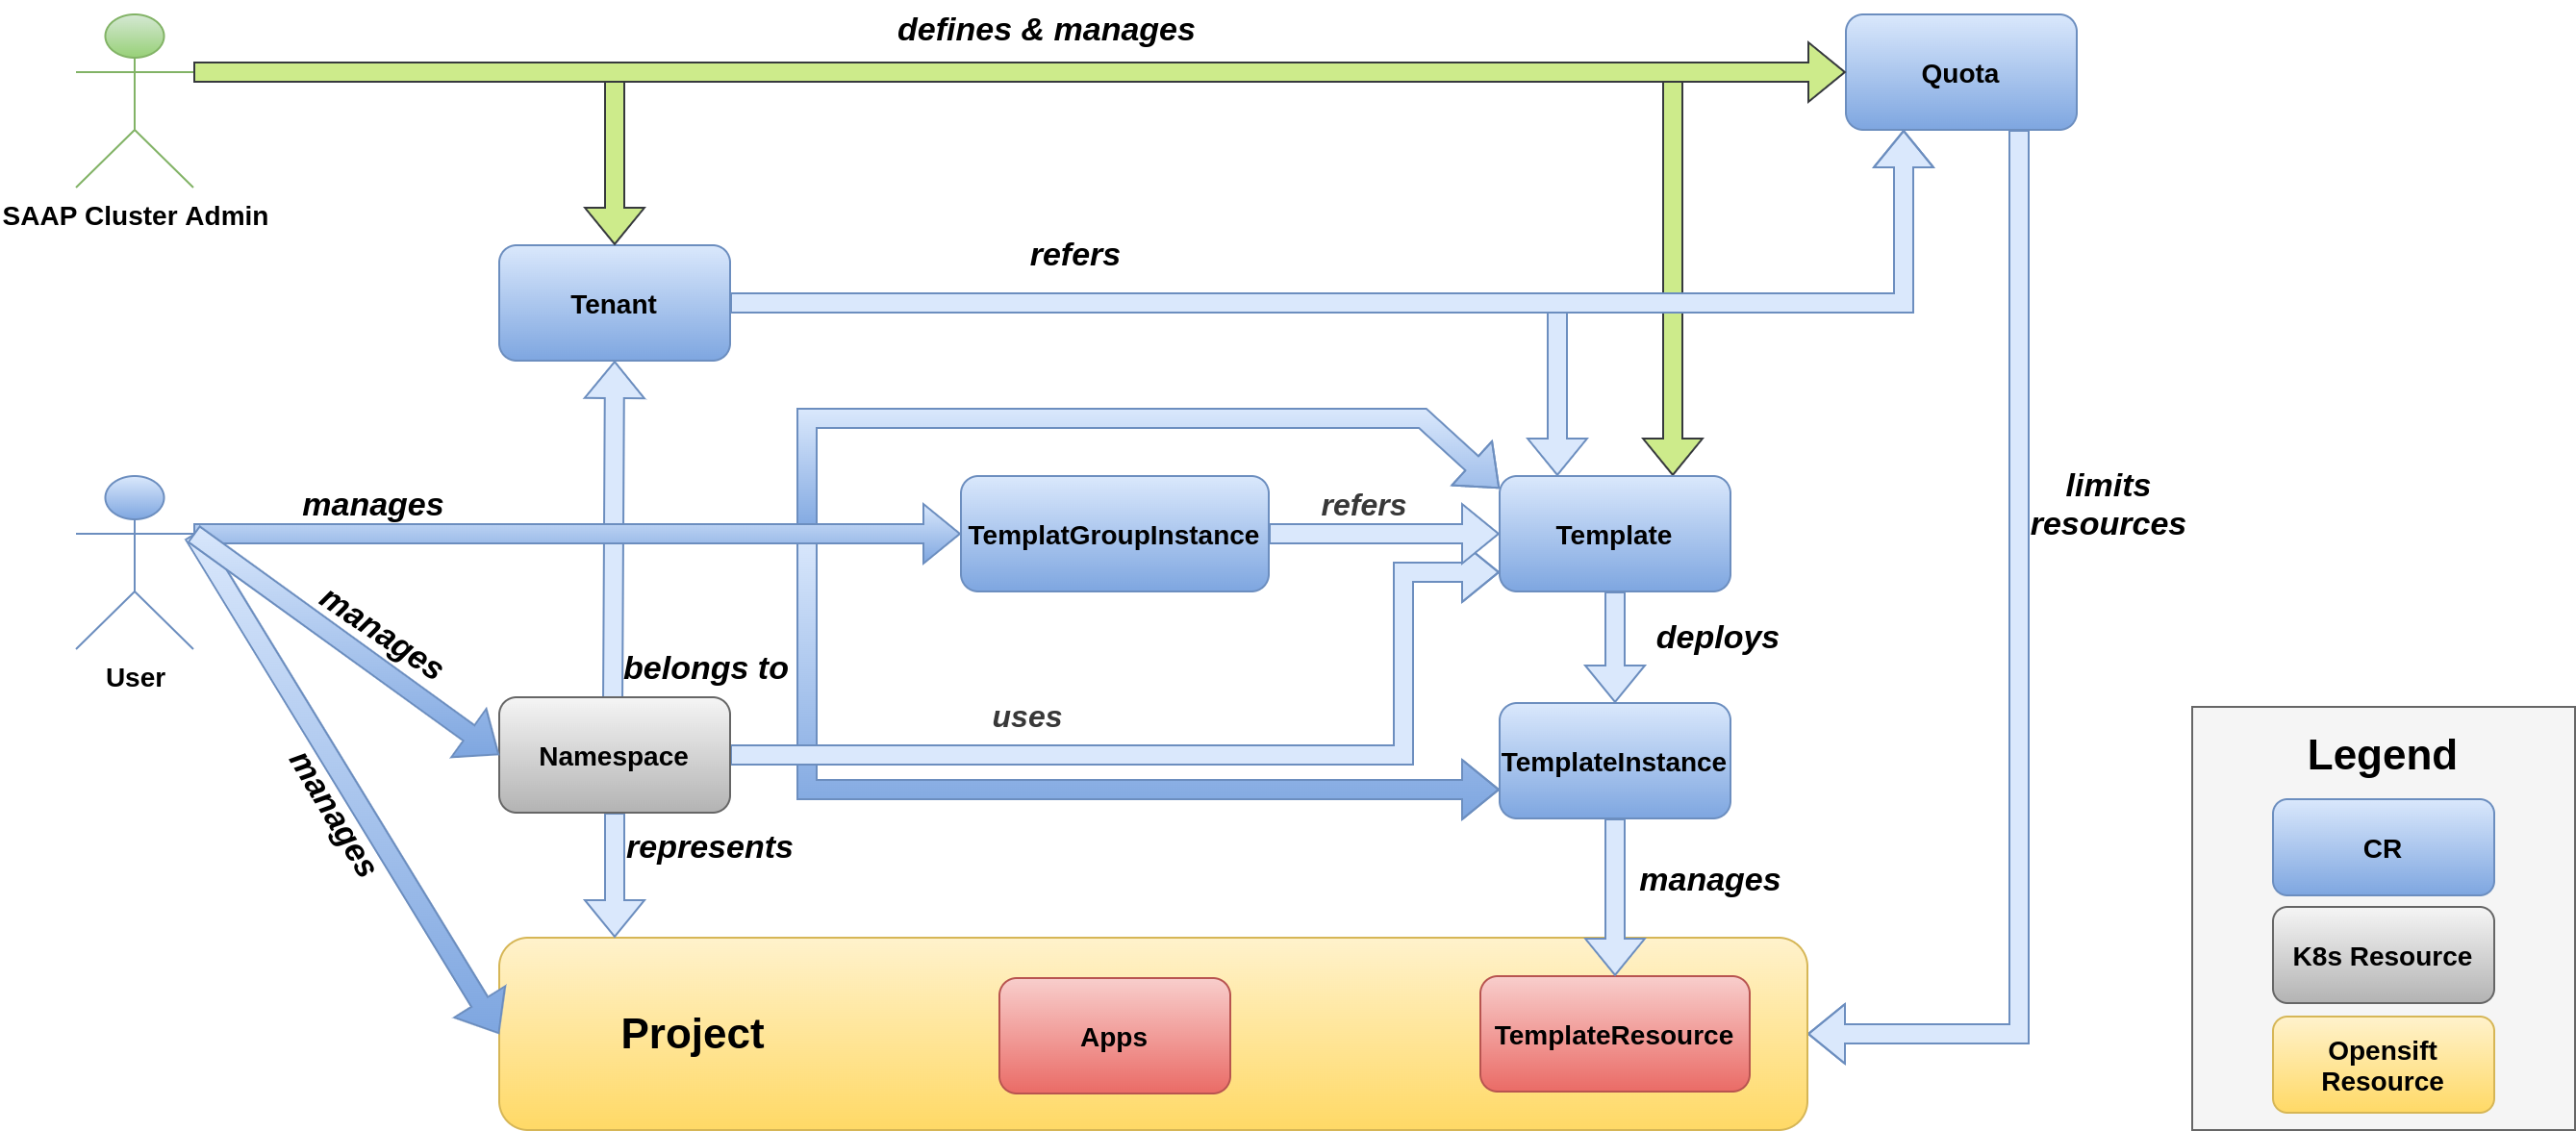 defines & manages
Quota
SAAP Cluster Admin
refers
Tenant
manages
refers
limits
resources
TemplatGroupInstance
Template
manages
deploys
User
belongs to
uses
Namespace
TemplateInstance
Legend
manages
represents
CR
manages
K8s Resource
Project
Apps
TemplateResource
Opensift
Resource